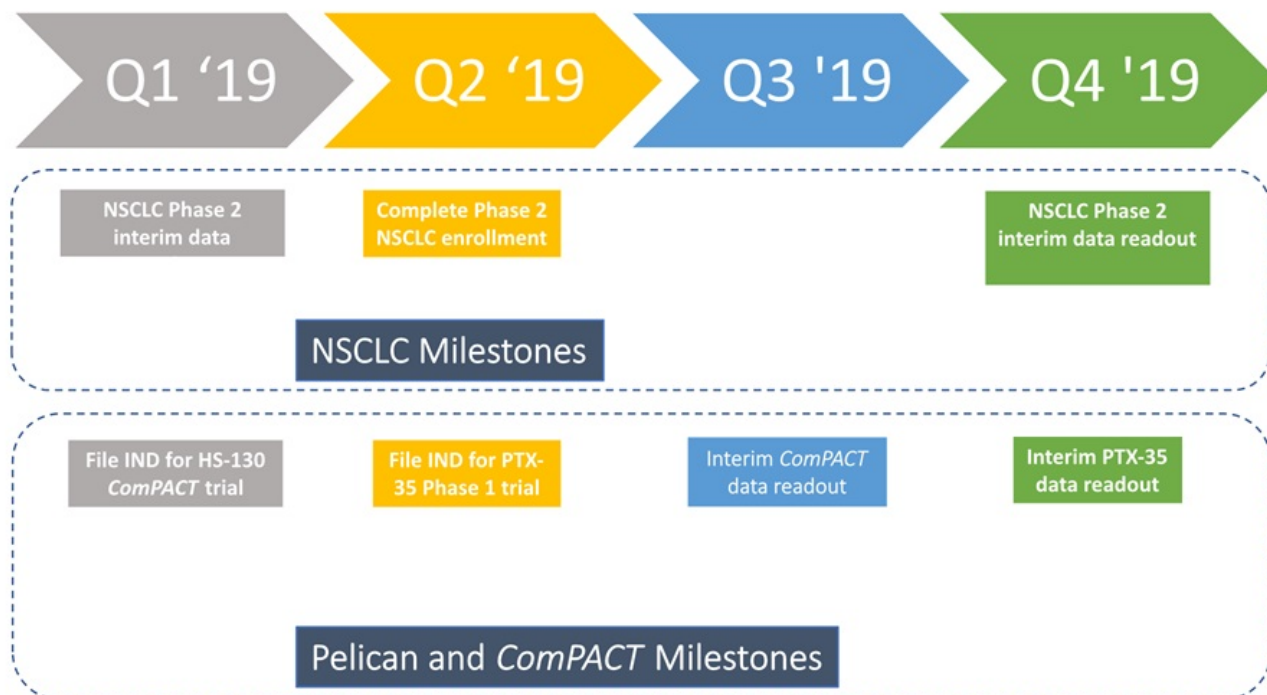 Q1 ‘19
Q2 ‘19
Q3 '19
Q4 '19
NSCLC Phase 2
interim data
Complete Phase 2
NSCLC enrollment
NSCLC Phase 2
interim data readout
NSCLC Milestones
File IND for HS-130
ComPACT trial
File IND for PTX-
35 Phase 1 trial
Interim ComPACT
data readout
Interim PTX-35
data readout
Pelican and ComPACT Milestones